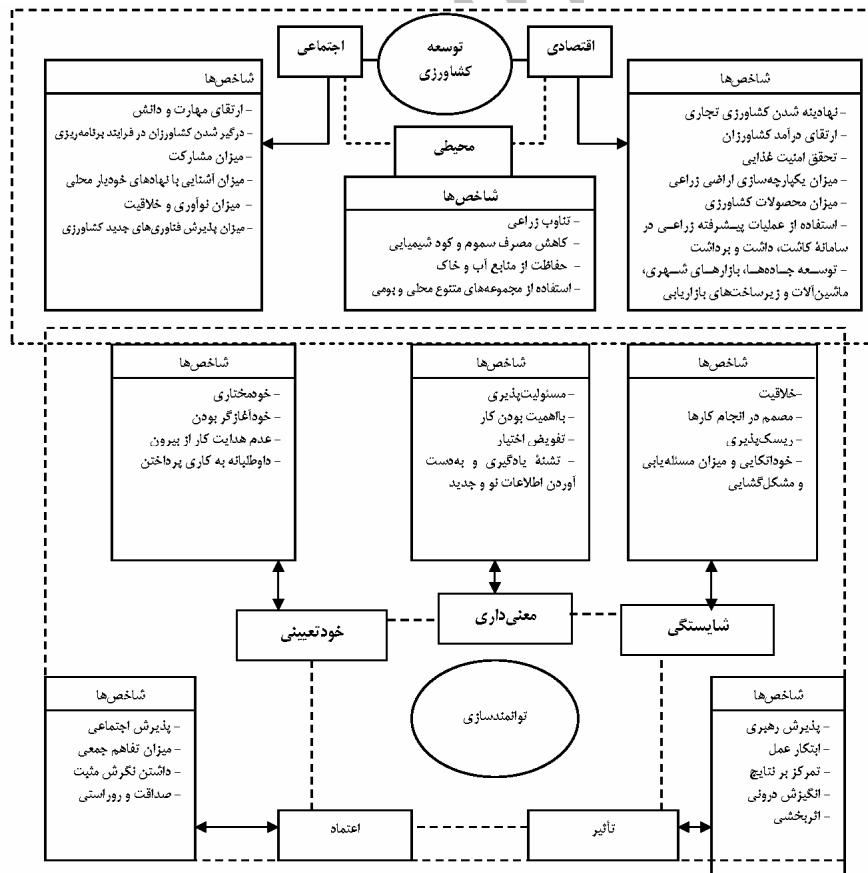 اقتصادی
توسعه
کشاورزی
اجتماعی
شاخص‌ها
- نهادینه شدن کشاورزی تجاری
- ارتقای درآمد کشاورزان
- تحقق امنیت غذایی
- میزان یکپارچه‌سازی اراضی زراعی
- میزان محصولات کشاورزی
- استفاده از عملیات پیشرفته زراعی در
سامانهٔ کاشت، داشت و برداشت
- توسعه جاده‌ها، بازارهای شهری،
ماشین‌آلات و زیرساخت‌های بازاریابی
محیطی
شاخص‌ها
- تناوب زراعی
- کاهش مصرف سموم و کود شیمیایی
- حفاظت از منابع آب و خاک
- استفاده از مجموعه‌های متنوع محلی و بومی
شاخص‌ها
- ارتقای مهارت و دانش
- درگیر شدن کشاورزان در فرایند برنامه‌ریزی
- میزان مشارکت
- میزان آشنایی با نهادهای خودیار محلی
- میزان نوآوری و خلاقیت
- میزان پذیرش فناوری‌های جدید کشاورزی
شاخص‌ها
-خلاقیت
- مصمم در انجام کارها
- ریسک‌پذیری
- خوداتکایی و میزان مسئله‌یابی
و مشکل‌گشایی
شاخص‌ها
- مسئولیت‌پذیری
- بااهمیت بودن کار
- تفویض اختیار
- تشنهٔ یادگیری و به‌دست
آوردن اطلاعات نو و جدید
شاخص‌ها
- خودمختاری
- خودآغازگر بودن
- عدم هدایت کار از بیرون
- داوطلبانه به کاری پرداختن
شایستگی
معنی‌داری
خودتعیینی
توانمندسازی
شاخص‌ها
- پذیرش رهبری
- ابتکار عمل
- تمرکز بر نتایج
- انگیزش درونی
- اثربخشی
شاخص‌ها
- پذیرش اجتماعی
- میزان تفاهم جمعی
- داشتن نگرش مثبت
- صداقت و روراستی
تأثیر
اعتماد